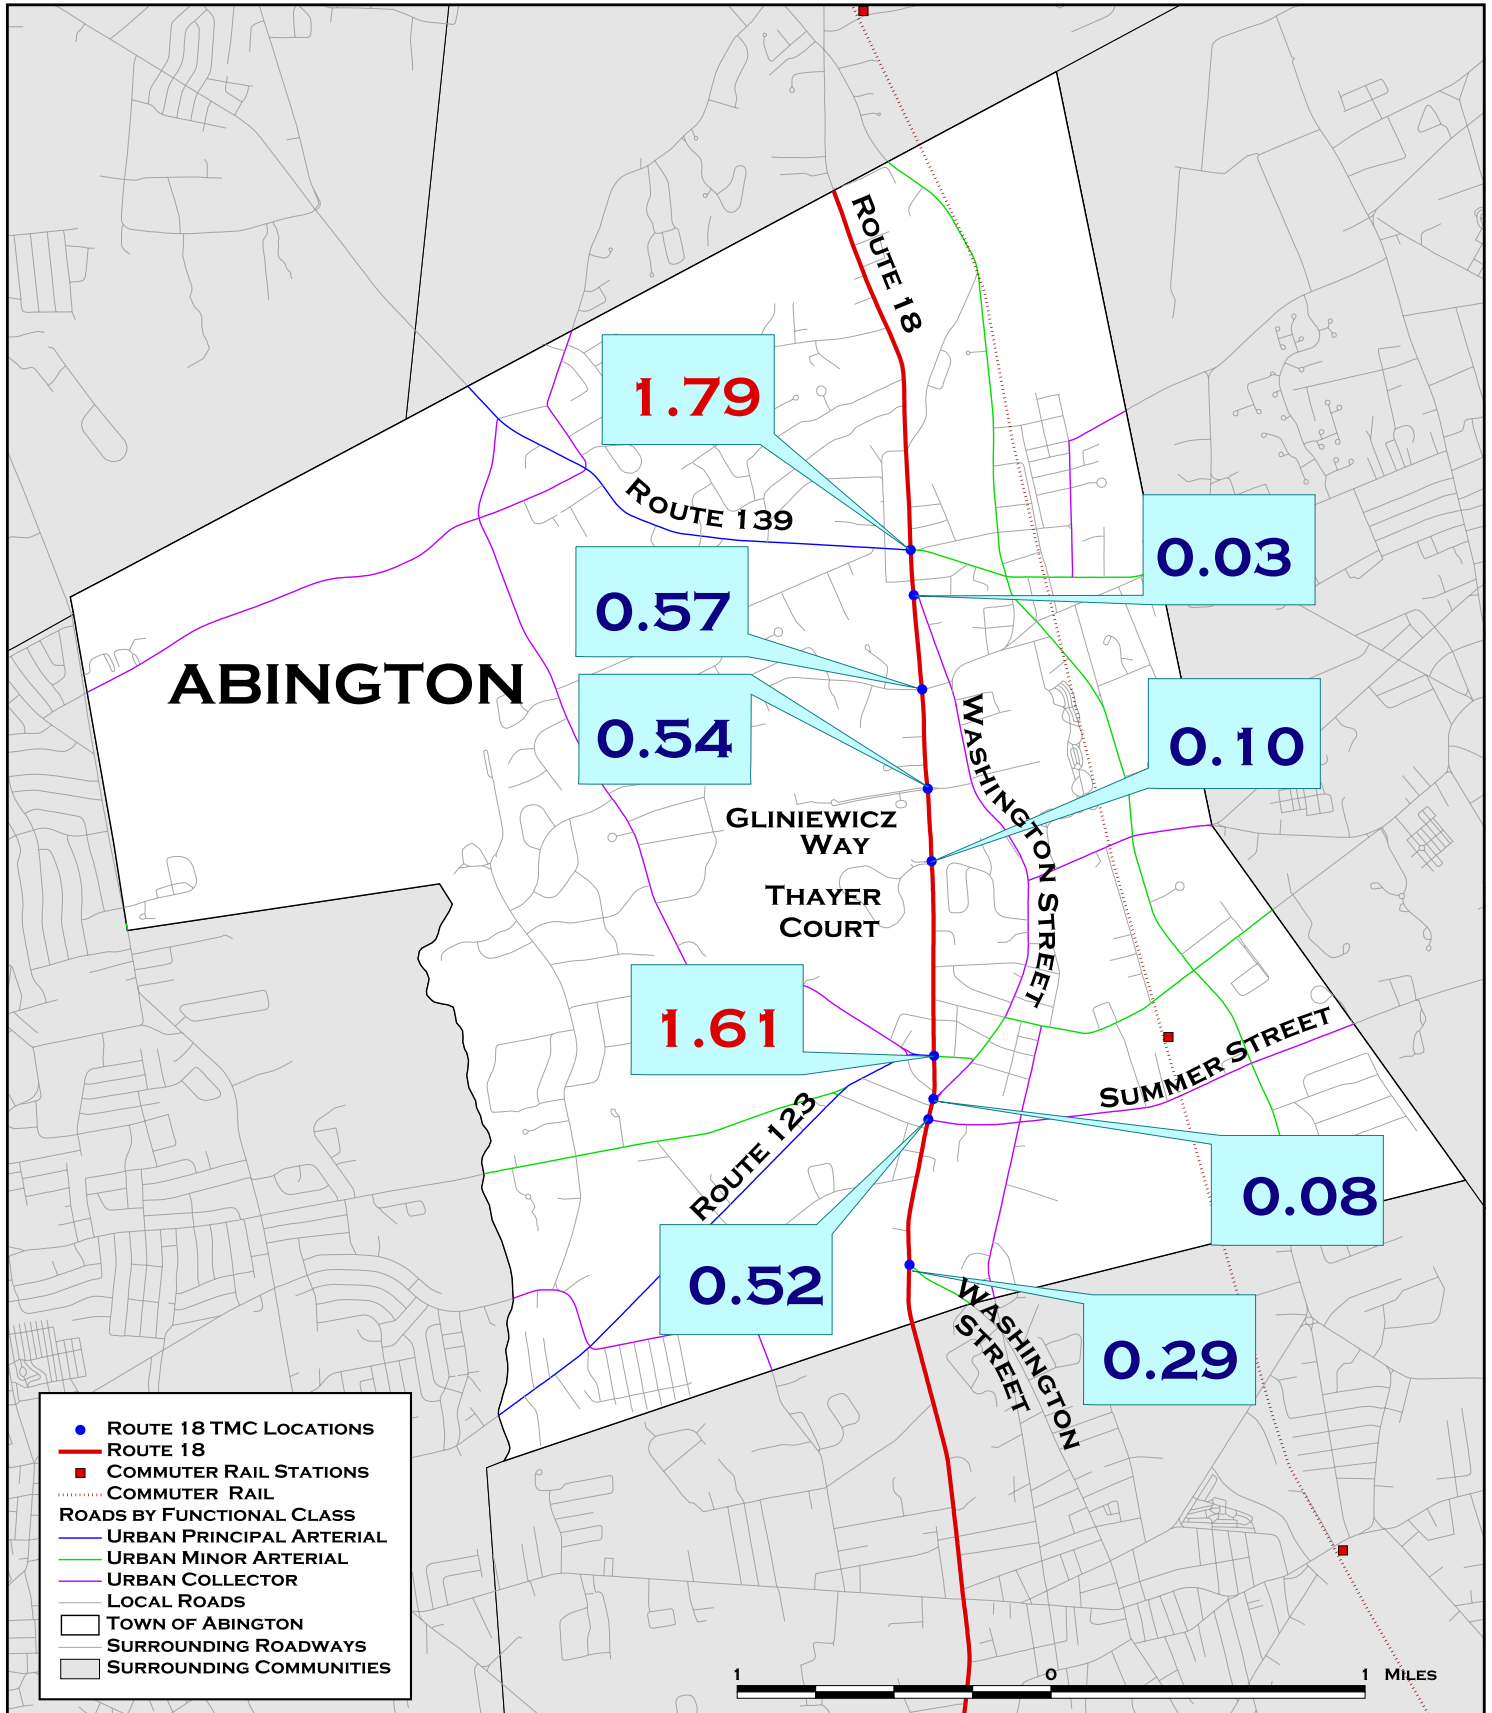 ROUTE 18
1.79
ROUTE 139
0.03
0.57
ABINGTON
0.54
WASHINGTON STREET
0.10
GLINIEWICZ
WAY
THAYER
COURT
1.61
SUMMER STREET
ROUTE 123
0.08
0.52
WASHINGTON
STREET
0.29
ROUTE 18 TMC LOCATIONS
ROUTE 18
COMMUTER RAIL STATIONS
COMMUTER RAIL
ROADS BY FUNCTIONAL CLASS
URBAN PRINCIPAL ARTERIAL
URBAN MINOR ARTERIAL
URBAN COLLECTOR
LOCAL ROADS
TOWN OF ABINGTON
SURROUNDING ROADWAYS
SURROUNDING COMMUNITIES
1 0 1 MILES